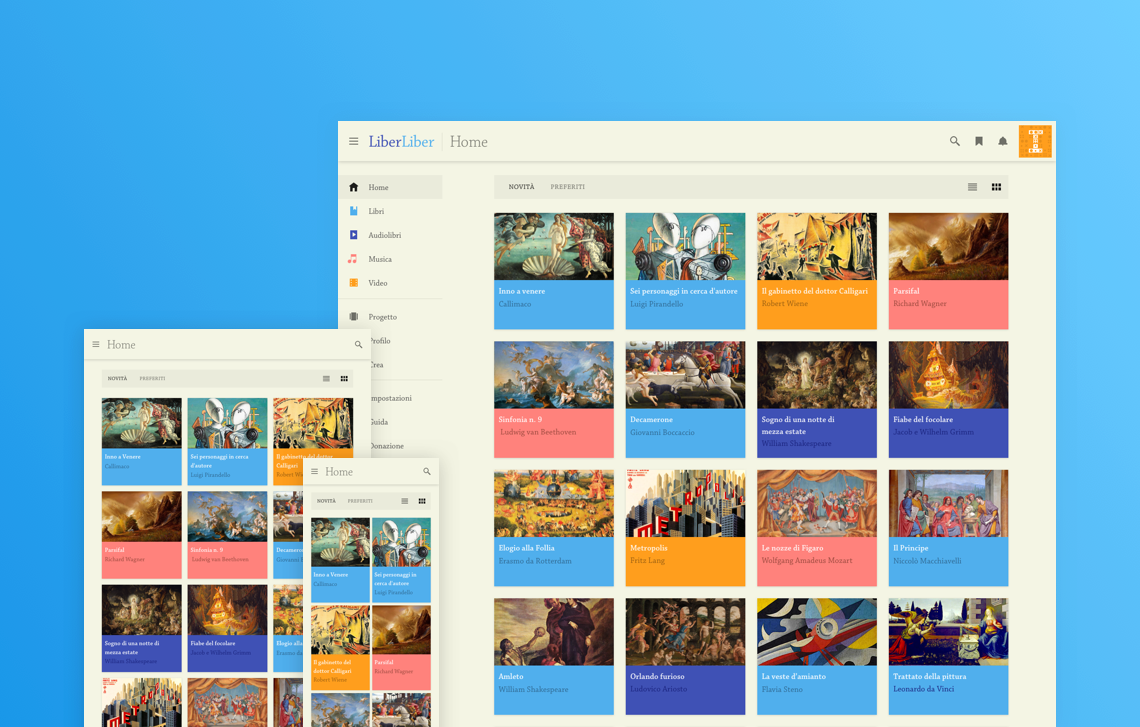 LiberLiber Home
Home
Libri
Audiolibri
Musica
Video
Progetto
Profilo
Crea
Impostazioni
Guida
Donazione
NOVITÀ PREFERITI
Inno a venere
Callimaco
Sei personaggi in cerca d'autore
Luigi Pirandello
Il gabinetto del dottor Calligari
Robert Wiene
Parsifal
Richard Wagner
Sinfonia n. 9
Ludwig van Beethoven
Decamerone
Giovanni Boccaccio
Sogno di una notte di
mezza estate
William Shakespeare
Fiabe del focolare
Jacob e Wilhelm Grimm
Elogio alla Follia
Erasmo da Rotterdam
METROPOLIS
Metropolis
Fritz Lang
Le nozze di Figaro
Wolfgang Amadeus Mozart
Il Principe
Niccolò Macchiavelli
Amleto
William Shakespeare
Orlando furioso
Ludovico Ariosto
La veste d'amianto
Flavia Steno
Trattato della pittura
Leonardo da Vinci
Home
NOVITÀ PREFERITI
Inno a Venere
Callimaco
Sei personaggi in cerca
d'autore
Luigi Pirandello
Il gabinetto del dottor
Calligari
Robert
Parsifal
Richard Wagner
Sinfonia n. 9
Ludwig van Beethoven
Sogno di una notte di
mezza estate
William Shakespeare
Fiabe del focolare
Jacob e Wilhelm Grimm
Elogio alla
Erasmo da
Home
NOVITÀ PREFERITI
Inno a Venere
Callimaco
Sei personaggi in
cerca d'autore
Luigi Pirandello
Il gabinetto del
dottor Calligari
Robert Wiene
Parsifal
Richard Wagner